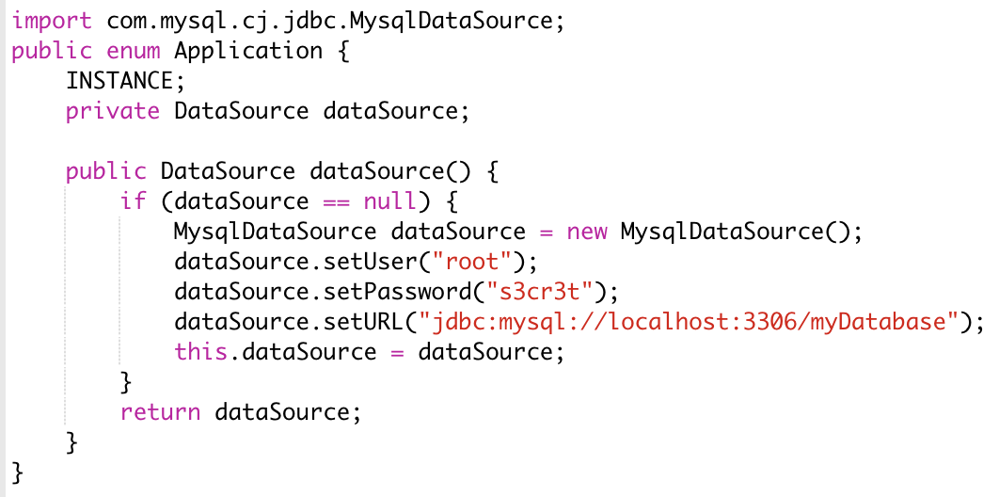 import com.mysql.cj.jdbc.MysqlDataSource;
public enum Application {
    INSTANCE;
    private DataSource dataSource;

    public DataSource dataSource() {
        if (dataSource == null) {
            MysqlDataSource dataSource = new MysqlDataSource();
            dataSource.setUser("root");
            dataSource.setPassword("s3cr3t");
            dataSource.setURL("jdbc:mysql://localhost:3306/myDatabase");
            this.dataSource = dataSource;
        }
        return dataSource;
    }
}